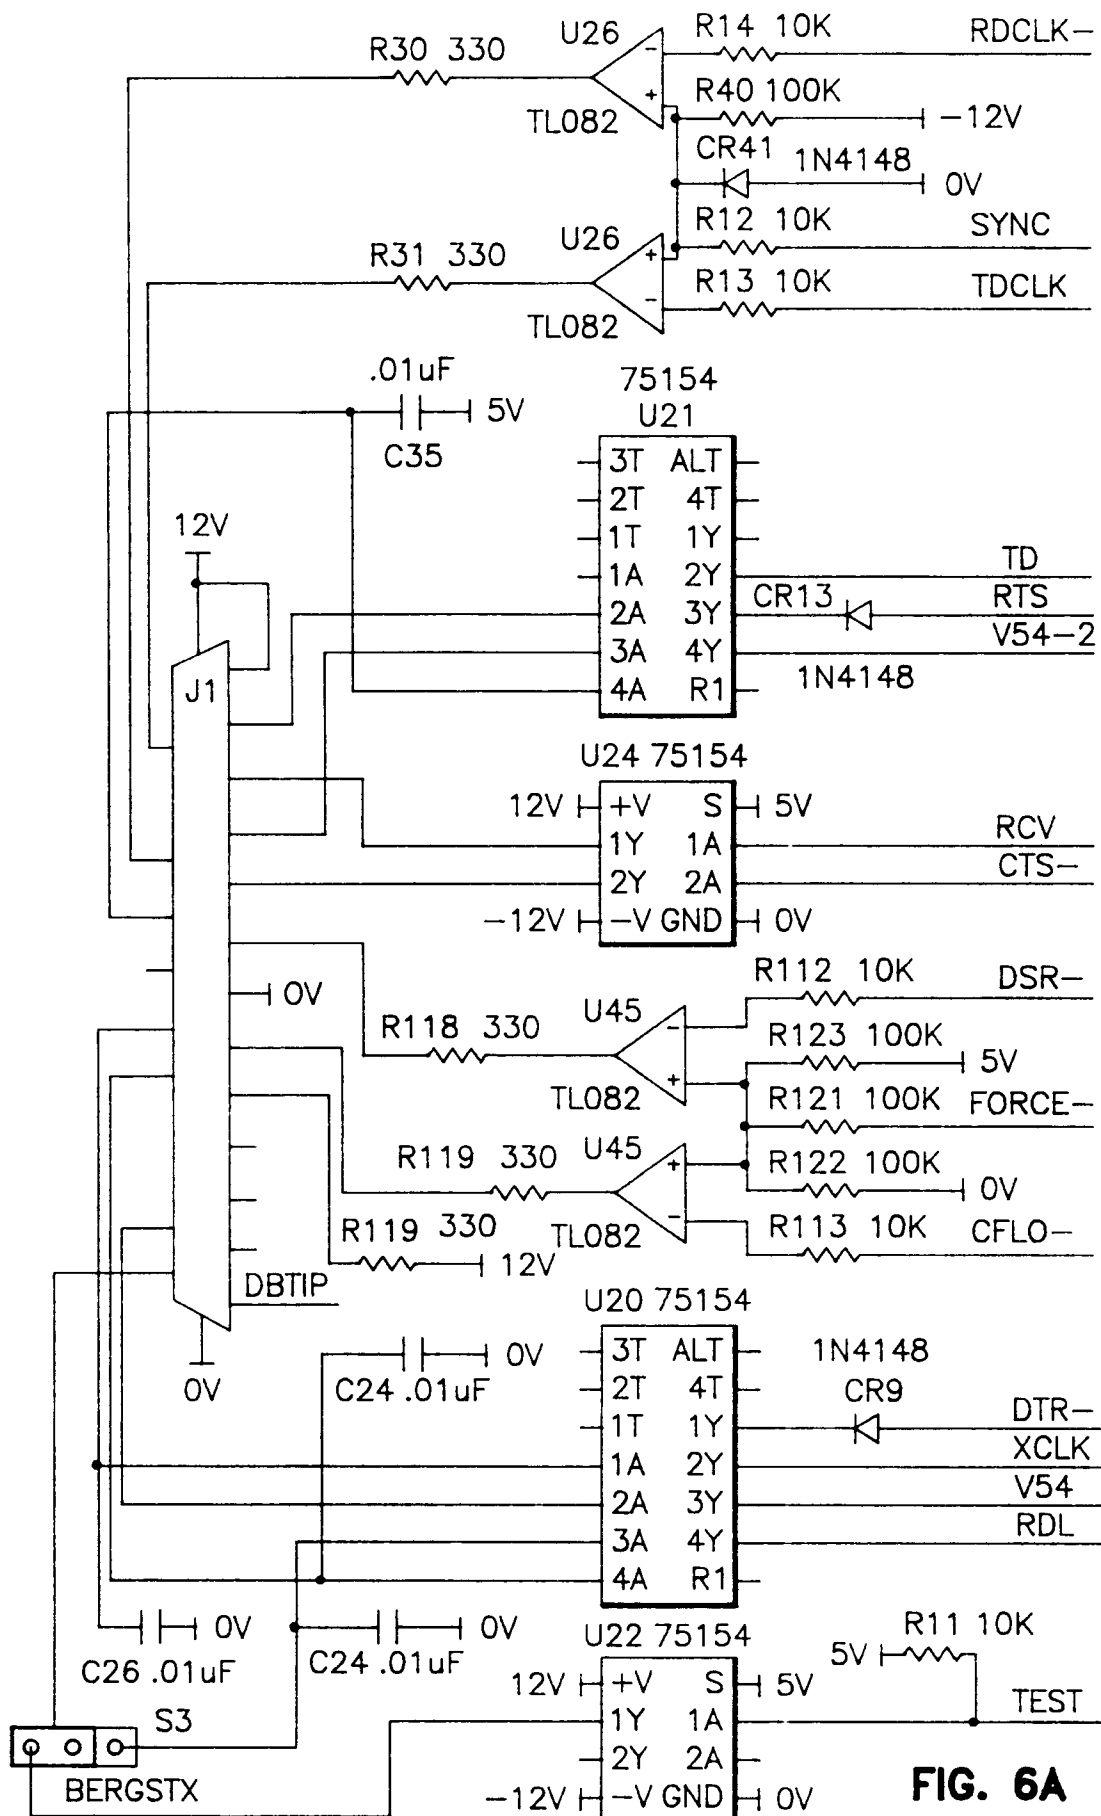 U26 R14 10K RDCLK-
R30 330 -
+ R40 100K
TL082 -12V
CR41 1N4148
0V
U26 R12 10K SYNC
R31 330 + R13 10K TDCLK
-
TL082
.01uF 75154
5V U21
C35
3T ALT
2T 4T
12V 1T 1Y
1A 2Y TD
2A 3Y CR13 RTS
3A 4Y V54-2
J1 4A R1 1N4148
U24 75154
12V +V S 5V
1Y 1A RCV
2Y 2A CTS-
-12V -V GND 0V
R112 10K DSR-
0V U45 -
R118 330 R123 100K
+ 5V
TL082 R121 100K FORCE-
R119 330 U45 + R122 100K
0V
R119 330 - R113 10K CFLO-
12V TL082
DBTIP
U20 75154
0V 0V 3T ALT 1N4148
C24 .01uF 2T 4T CR9
1T 1Y DTR-
1A 2Y XCLK
2A 3Y V54
3A 4Y RDL
4A R1
0V 0V R11 10K
C26 .01uF C24 .01uF U22 75154 5V
12V +V S 5V
S3 1Y 1A TEST
2Y 2A
BERGSTX -12V -V GND 0V
FIG. 6A